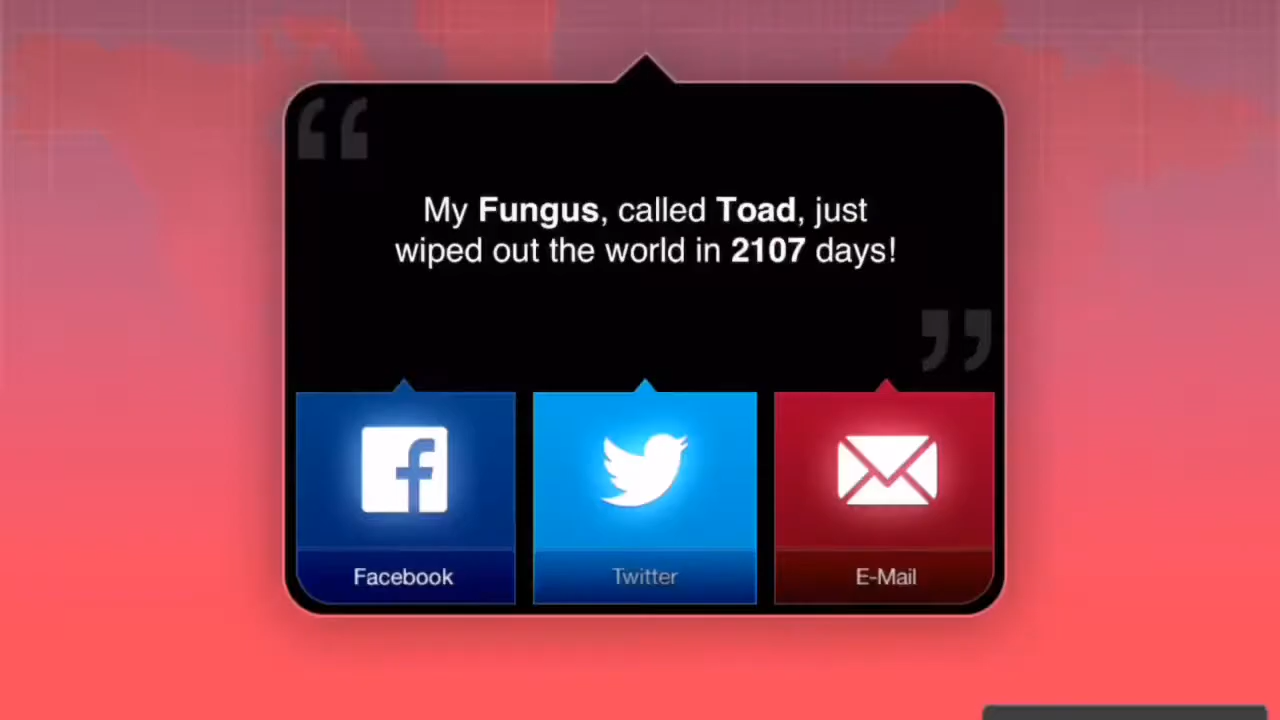 My Fungus, called Toad, just
wiped out the world in 2107 days!
Facebook
Twitter
E-Mail